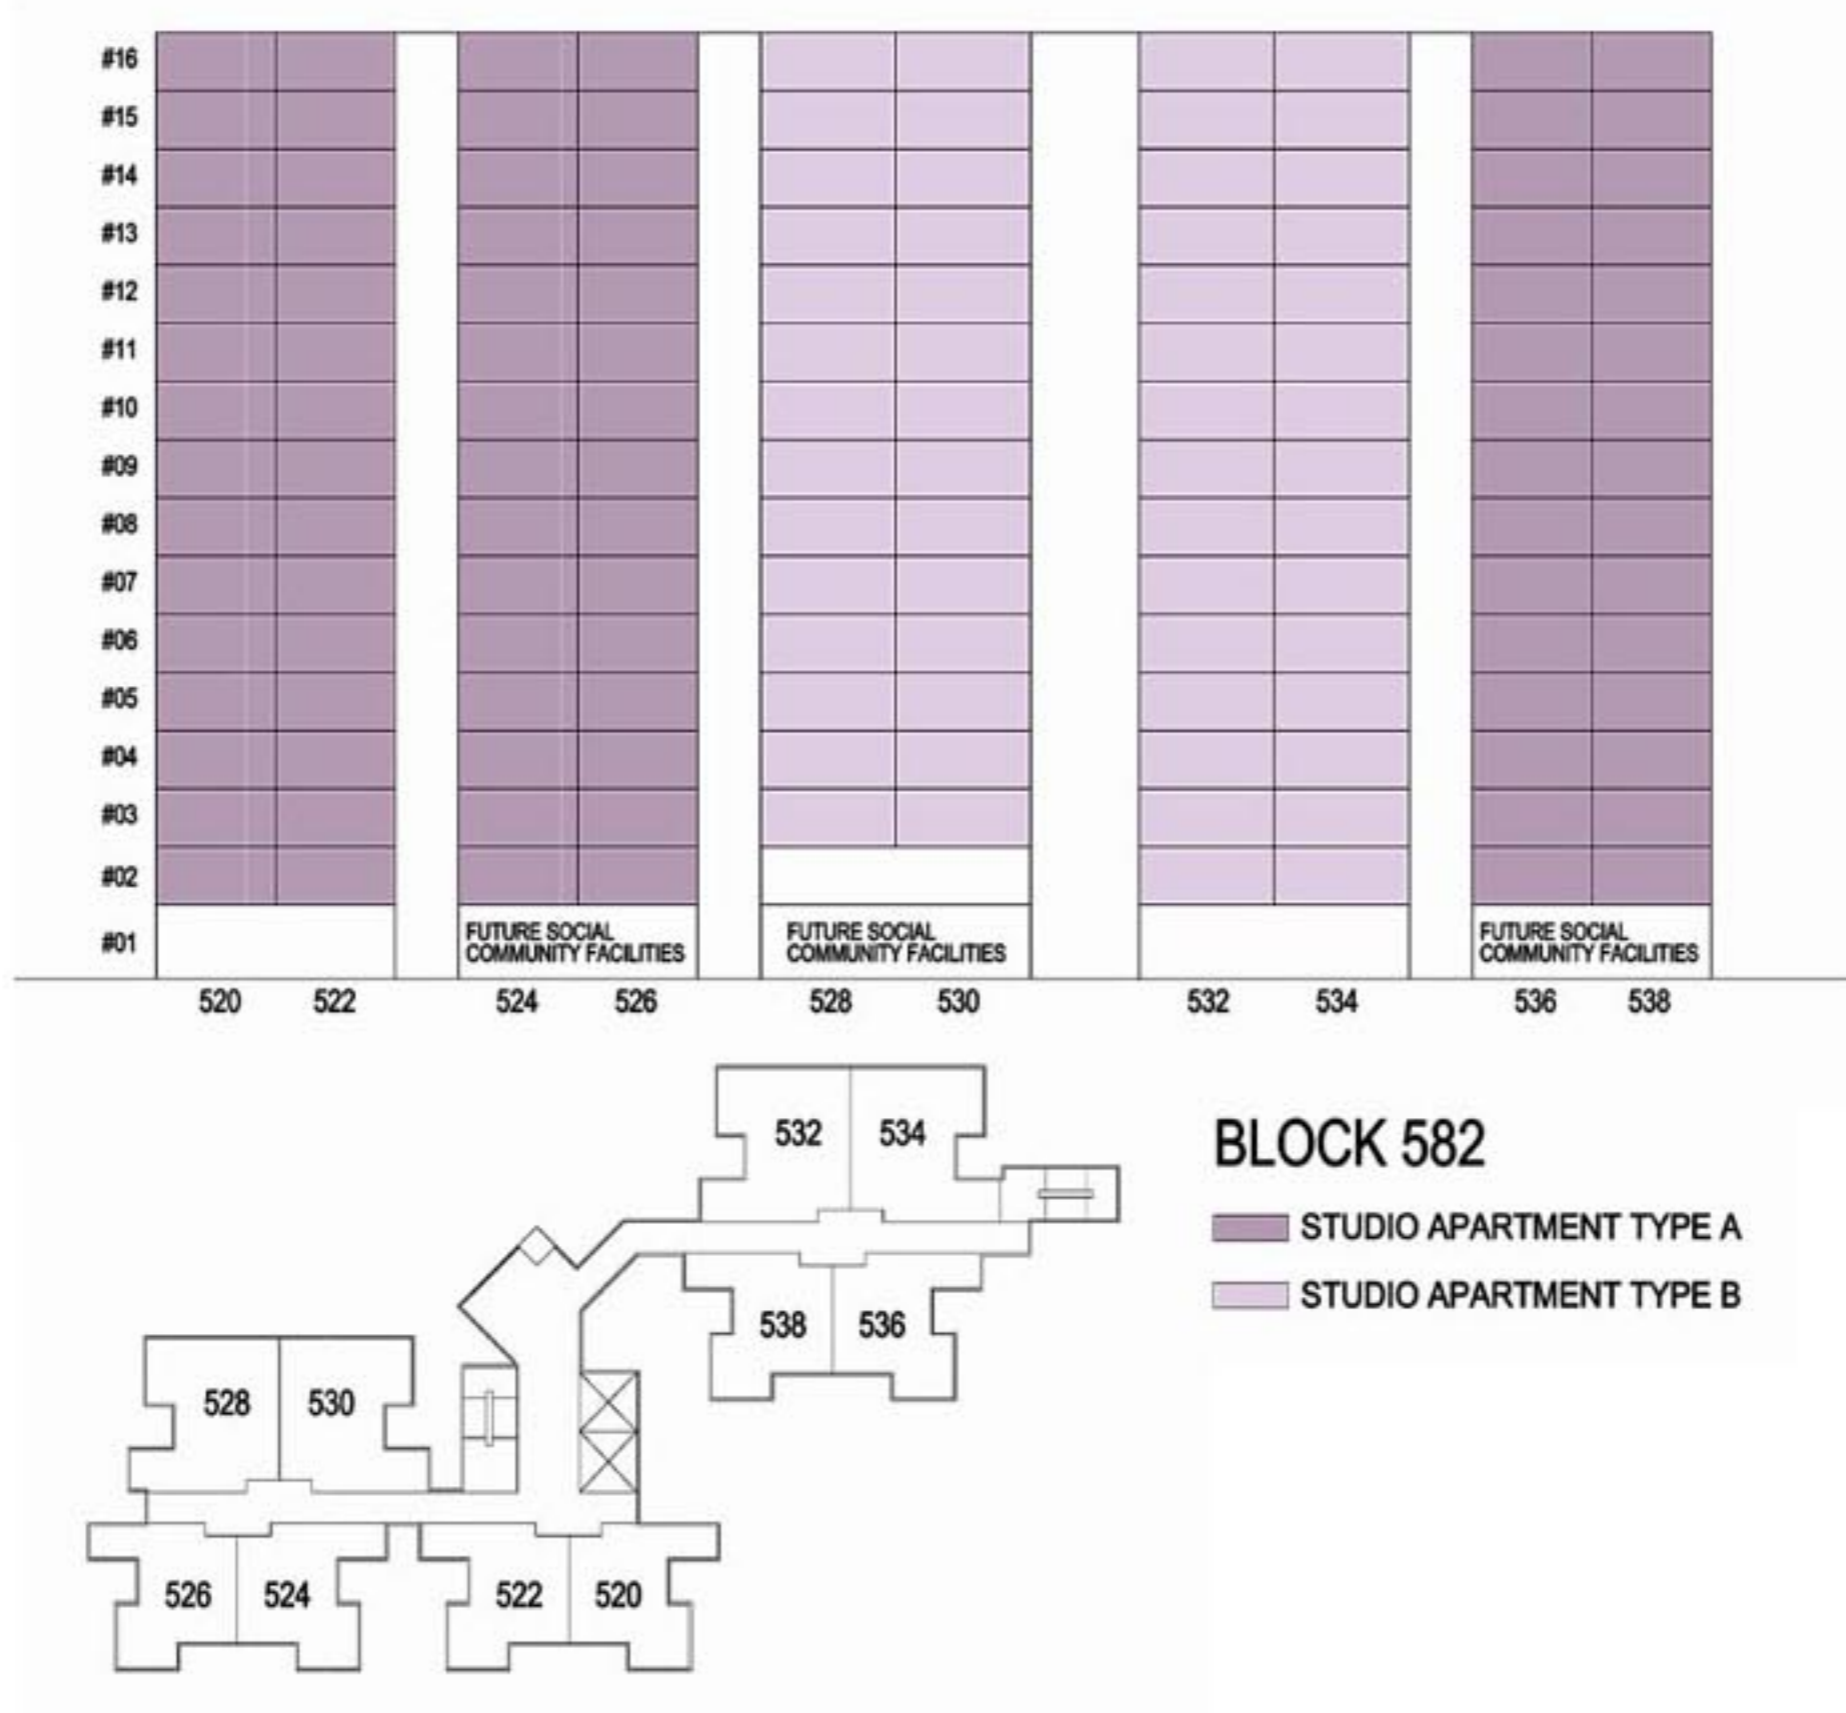 #16
#15
#14
#13
#12
#11
#10
#09
#08
#07
#06
#05
#04
#03
#02
#01
FUTURE SOCIAL
COMMUNITY FACILITIES
FUTURE SOCIAL
COMMUNITY FACILITIES
FUTURE SOCIAL
COMMUNITY FACILITIES
520 522 524 526 528 530 532 534 536 538
532 534
538 536
528 530
526 524 522 520
BLOCK 582
STUDIO APARTMENT TYPE A
STUDIO APARTMENT TYPE B